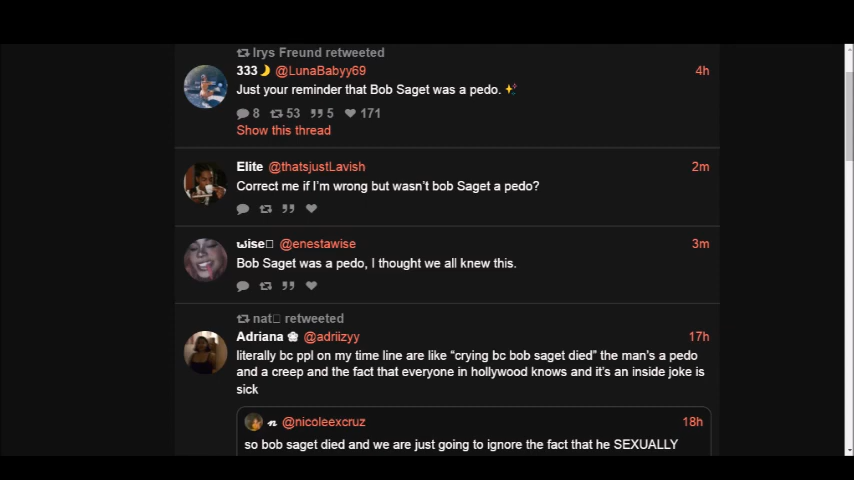 Irys Freund retweeted
333🌙 @LunaBabyy69 4h
Just your reminder that Bob Saget was a pedo. ✨
8 53 5 171
Show this thread
Elite @thatsjustLavish 2m
Correct me if I'm wrong but wasn't bob Saget a pedo?
ωise▯ @enestawise 3m
Bob Saget was a pedo, I thought we all knew this.
nat▯ retweeted
Adriana ❀ @adriizyy 17h
literally bc ppl on my time line are like “crying bc bob saget died” the man's a pedo
and a creep and the fact that everyone in hollywood knows and it's an inside joke is
sick
𝓃 @nicoleexcruz 18h
so bob saget died and we are just going to ignore the fact that he SEXUALLY